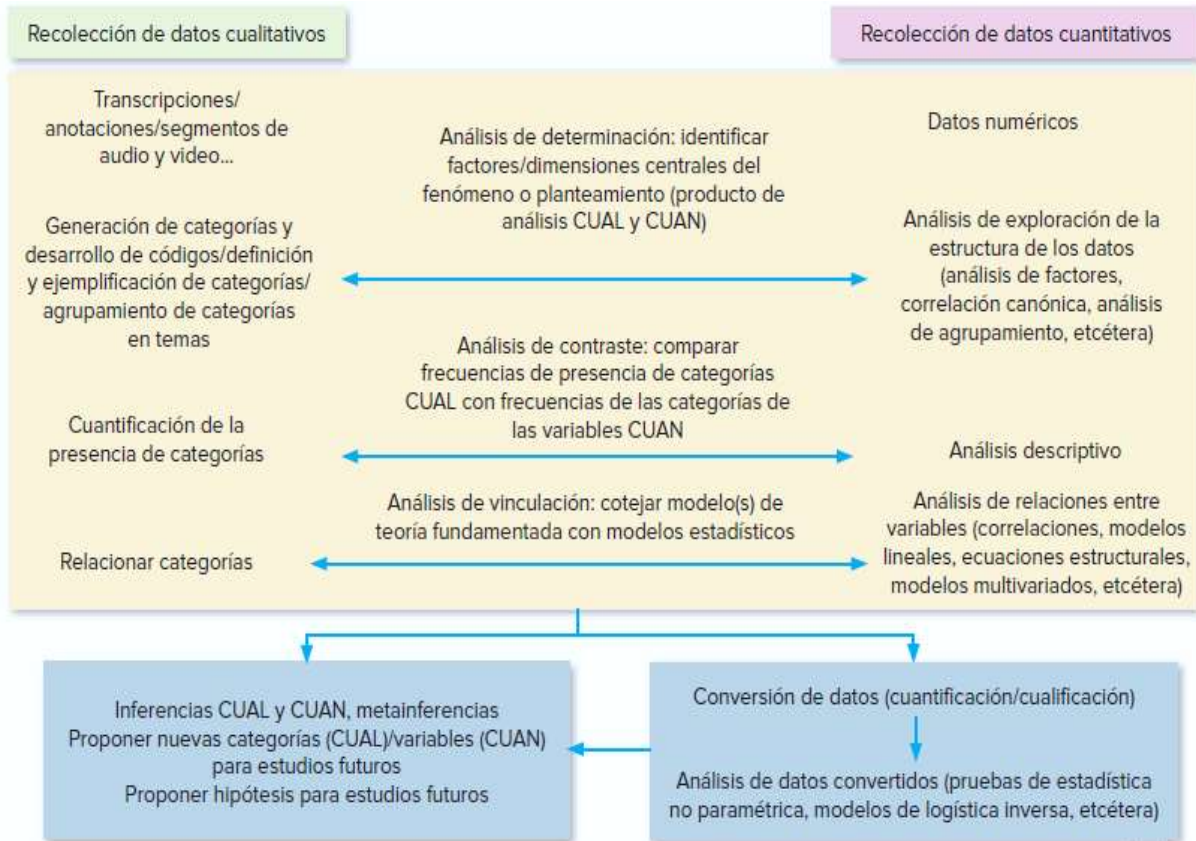 Recolección de datos cualitativos
Recolección de datos cuantitativos
Transcripciones/
anotaciones/segmentos de
audio y video...
Análisis de determinación: identificar
factores/dimensiones centrales del
fenómeno o planteamiento (producto de
análisis CUAL y CUAN)
Datos numéricos
Generación de categorías y
desarrollo de códigos/definición
y ejemplificación de categorías/
agrupamiento de categorías
en temas
Análisis de exploración de la
estructura de los datos
(análisis de factores,
correlación canónica, análisis
de agrupamiento, etcétera)
Análisis de contraste: comparar
frecuencias de presencia de categorías
CUAL con frecuencias de las categorías de
las variables CUAN
Cuantificación de la
presencia de categorías
Análisis descriptivo
Análisis de vinculación: cotejar modelo(s) de
teoría fundamentada con modelos estadísticos
Relacionar categorías
Análisis de relaciones entre
variables (correlaciones, modelos
lineales, ecuaciones estructurales,
modelos multivariados, etcétera)
Inferencias CUAL y CUAN, metainferencias
Proponer nuevas categorías (CUAL)/variables (CUAN)
para estudios futuros
Proponer hipótesis para estudios futuros
Conversión de datos (cuantificación/cualificación)
Análisis de datos convertidos (pruebas de estadística
no paramétrica, modelos de logística inversa, etcétera)